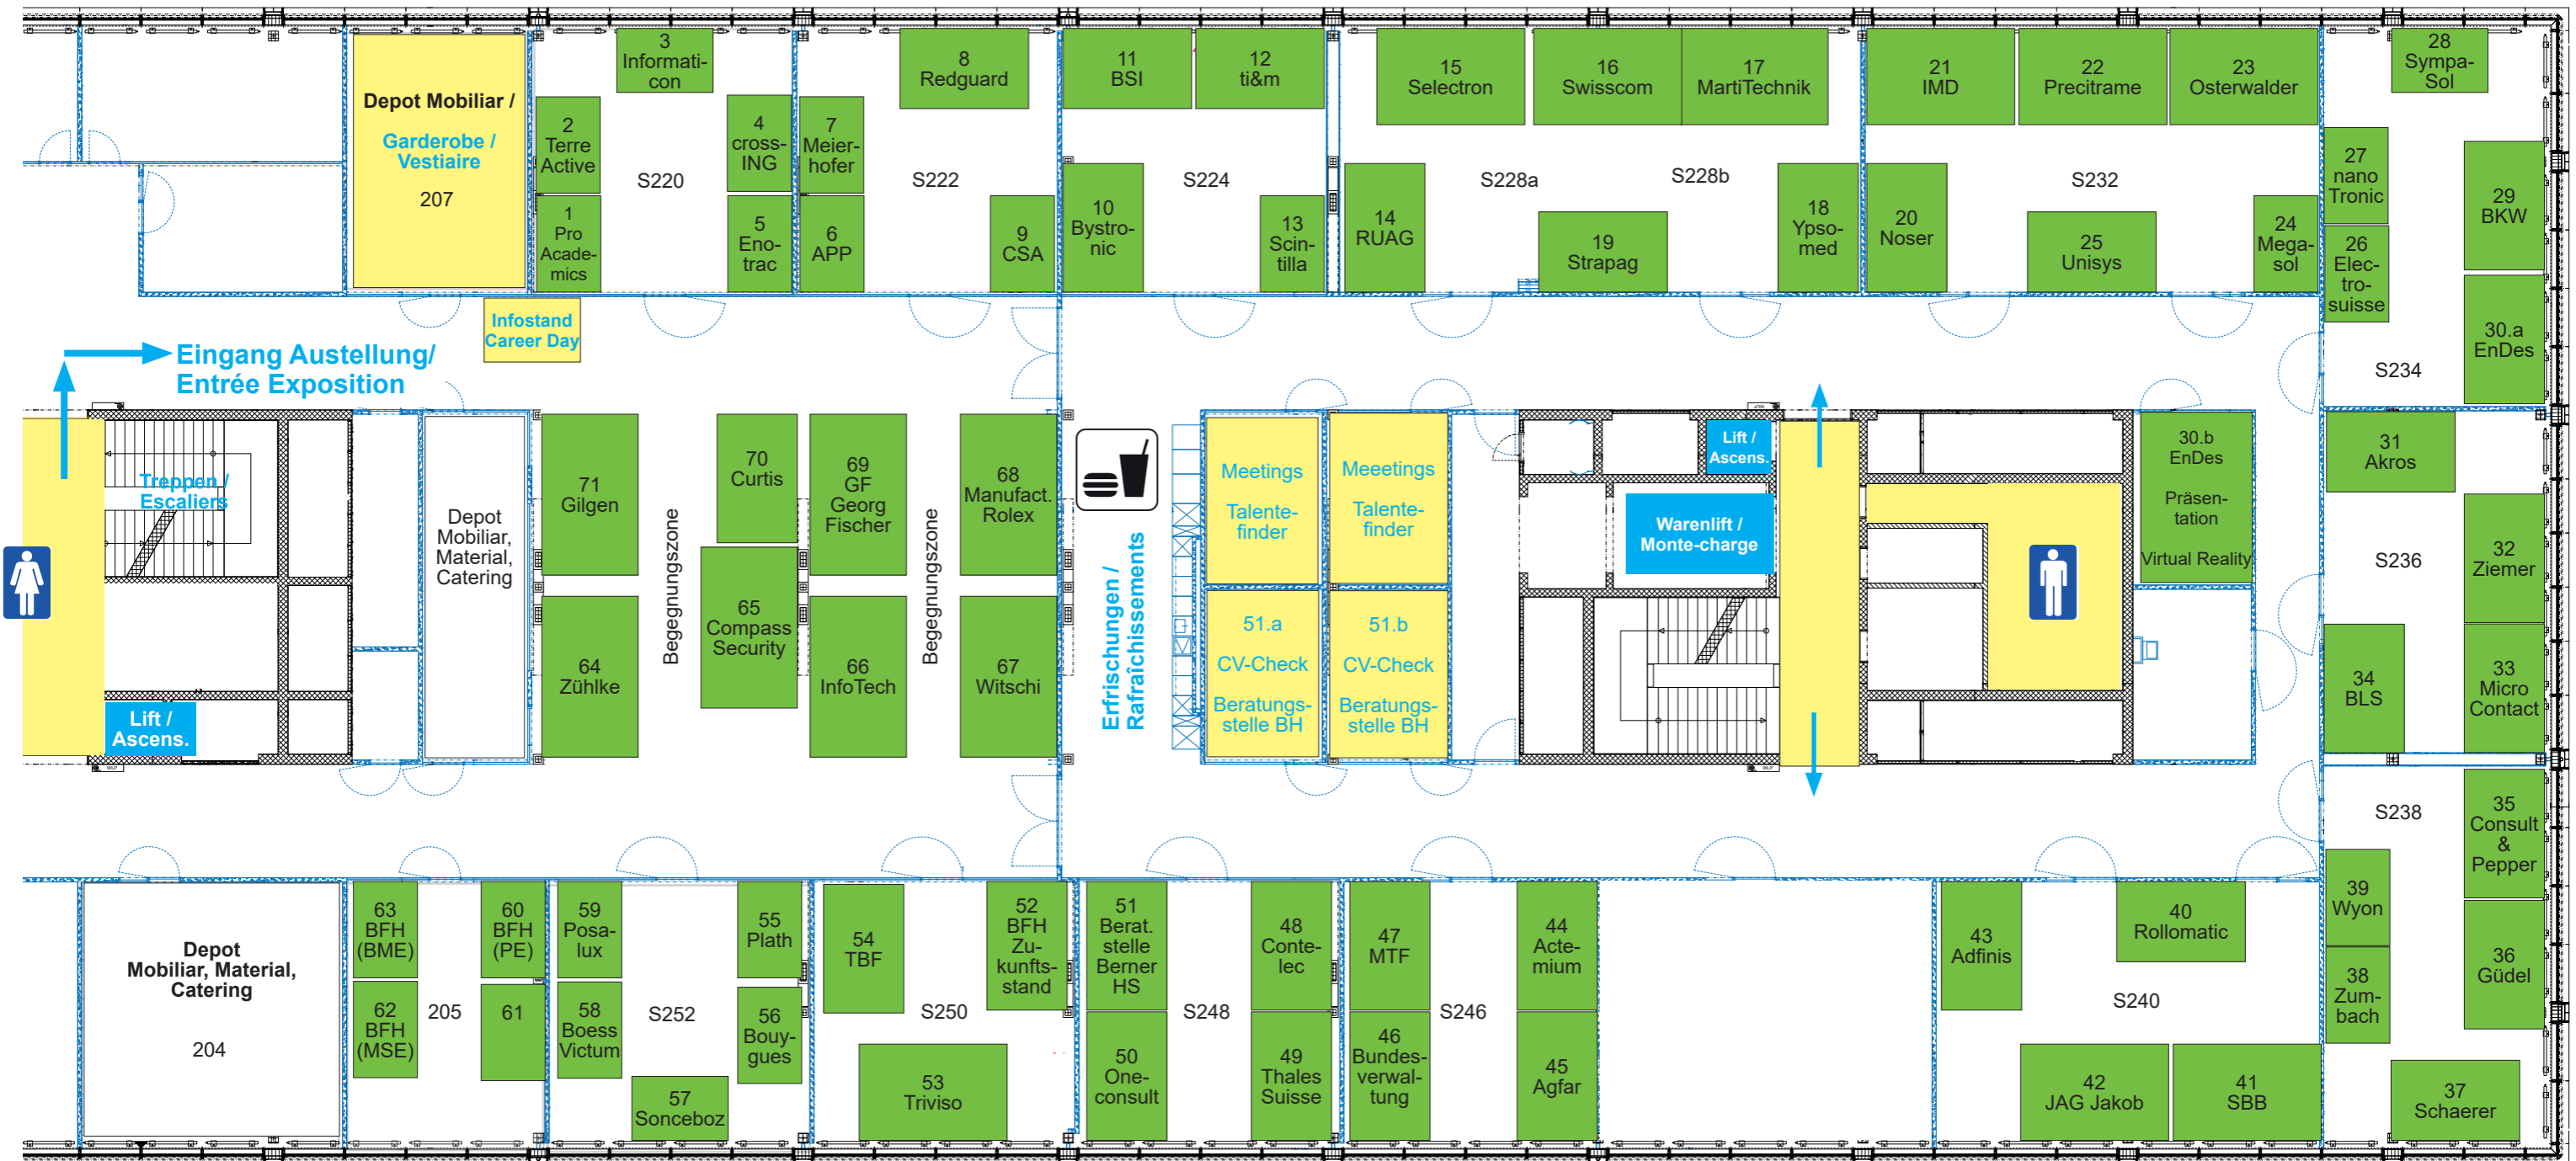 Depot Mobiliar /
Garderobe /
Vestiaire
207
3
Informati-
con
2
Terre
Active
4
cross-
ING
S220
1
Pro
Acade-
mics
5
Eno-
trac
8
Redguard
7
Meier-
hofer
S222
6
APP
9
CSA
11
BSI
12
ti&m
S224
10
Bystro-
nic
13
Scin-
tilla
15
Selectron
16
Swisscom
17
MartiTechnik
S228a
S228b
14
RUAG
19
Strapag
18
Ypso-
med
21
IMD
22
Precitrame
23
Osterwalder
S232
20
Noser
25
Unisys
24
Mega-
sol
28
Sympa-
Sol
27
nano
Tronic
29
BKW
26
Elec-
tro-
suisse
30.a
EnDes
S234
Infostand
Career Day
Eingang Austellung/
Entrée Exposition
Treppen /
Escaliers
Lift /
Ascens.
Depot
Mobiliar,
Material,
Catering
71
Gilgen
64
Zühlke
Begegnungszone
70
Curtis
65
Compass
Security
69
GF
Georg
Fischer
66
InfoTech
Begegnungszone
68
Manufact.
Rolex
67
Witschi
Erfrischungen /
Rafraîchissements
Meetings
Talente-
finder
Meeetings
Talente-
finder
51.a
CV-Check
Beratungs-
stelle BH
51.b
CV-Check
Beratungs-
stelle BH
Lift /
Ascens.
Warenlift /
Monte-charge
30.b
EnDes
Präsen-
tation
Virtual Reality
31
Akros
S236
32
Ziemer
34
BLS
33
Micro
Contact
S238
35
Consult
&
Pepper
39
Wyon
36
Güdel
38
Zum-
bach
37
Schaerer
Depot
Mobiliar, Material,
Catering
204
63
BFH
(BME)
60
BFH
(PE)
62
BFH
(MSE)
205
61
59
Posa-
lux
55
Plath
58
Boess
Victum
S252
56
Bouy-
gues
57
Sonceboz
54
TBF
52
BFH
Zu-
kunfts-
stand
S250
53
Triviso
51
Berat.
stelle
Berner
HS
48
Conte-
lec
S248
50
One-
consult
49
Thales
Suisse
47
MTF
44
Acte-
mium
S246
46
Bundes-
verwal-
tung
45
Agfar
43
Adfinis
40
Rollomatic
S240
42
JAG Jakob
41
SBB